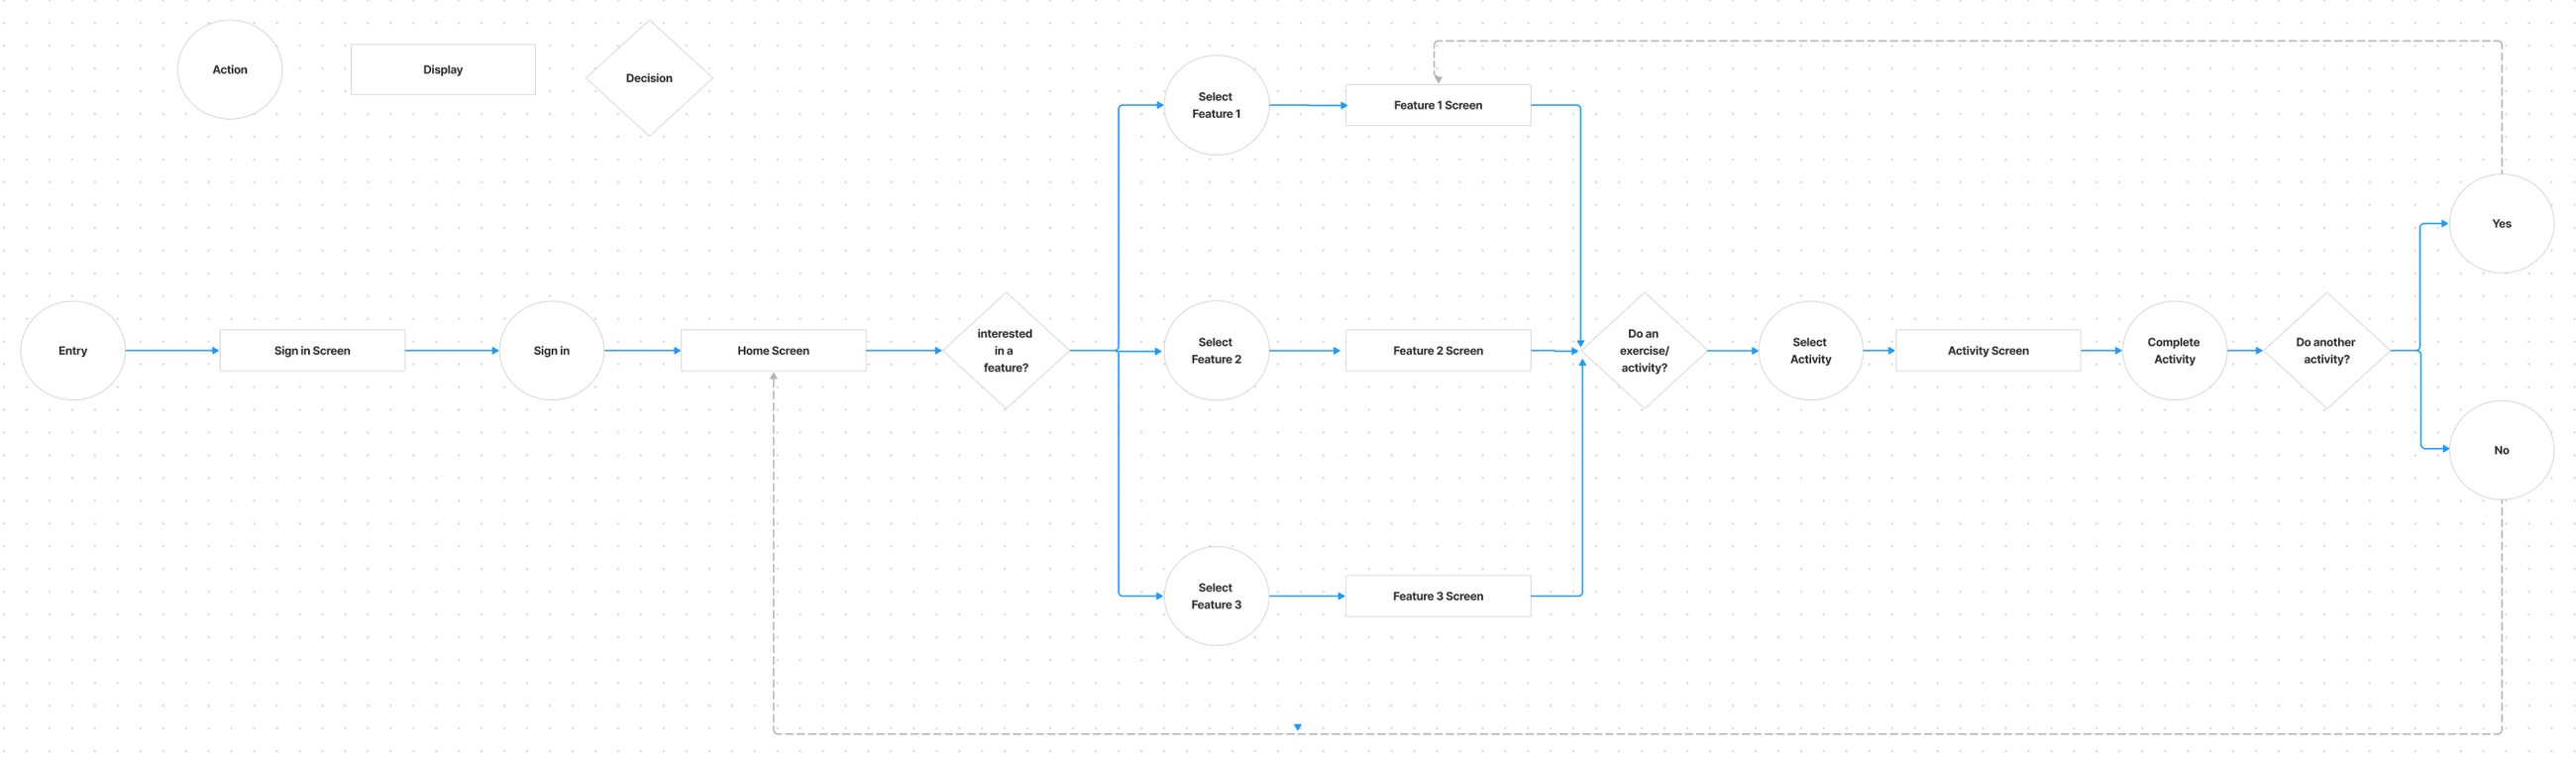 Action
Display
Decision
Entry
Sign in Screen
Sign in
Home Screen
interested
in a
feature?
Select
Feature 1
Feature 1 Screen
Select
Feature 2
Feature 2 Screen
Select
Feature 3
Feature 3 Screen
Do an
exercise/
activity?
Select
Activity
Activity Screen
Complete
Activity
Do another
activity?
Yes
No